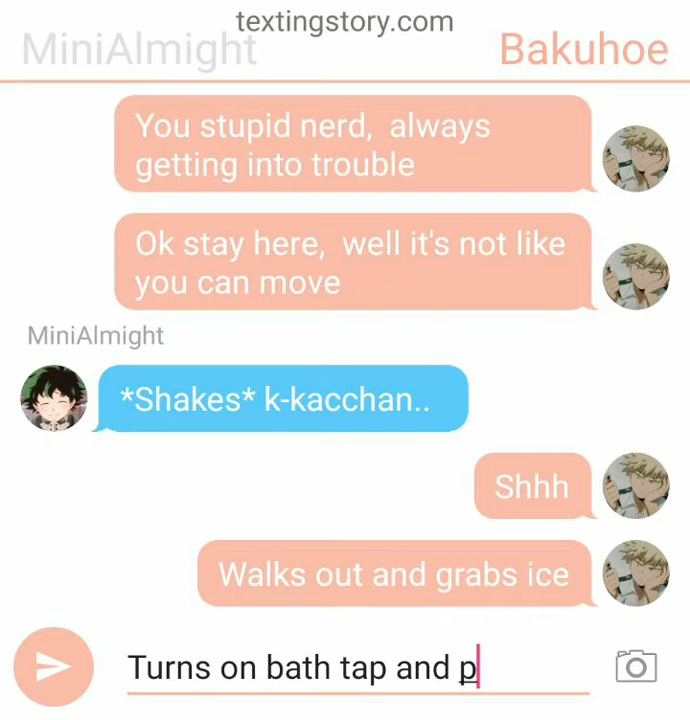 textingstory.com
MiniAlmight
Bakuhoe
You stupid nerd, always
getting into trouble
Ok stay here, well it's not like
you can move
MiniAlmight
*Shakes* k-kacchan..
Shhh
Walks out and grabs ice
Turns on bath tap and p